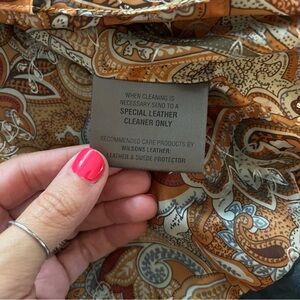 WHEN CLEANING IS
NECESSARY SEND TO A
SPECIAL LEATHER
CLEANER ONLY
RECOMMENDED CARE PRODUCTS BY
WILSONS LEATHER:
LEATHER & SUEDE PROTECTOR